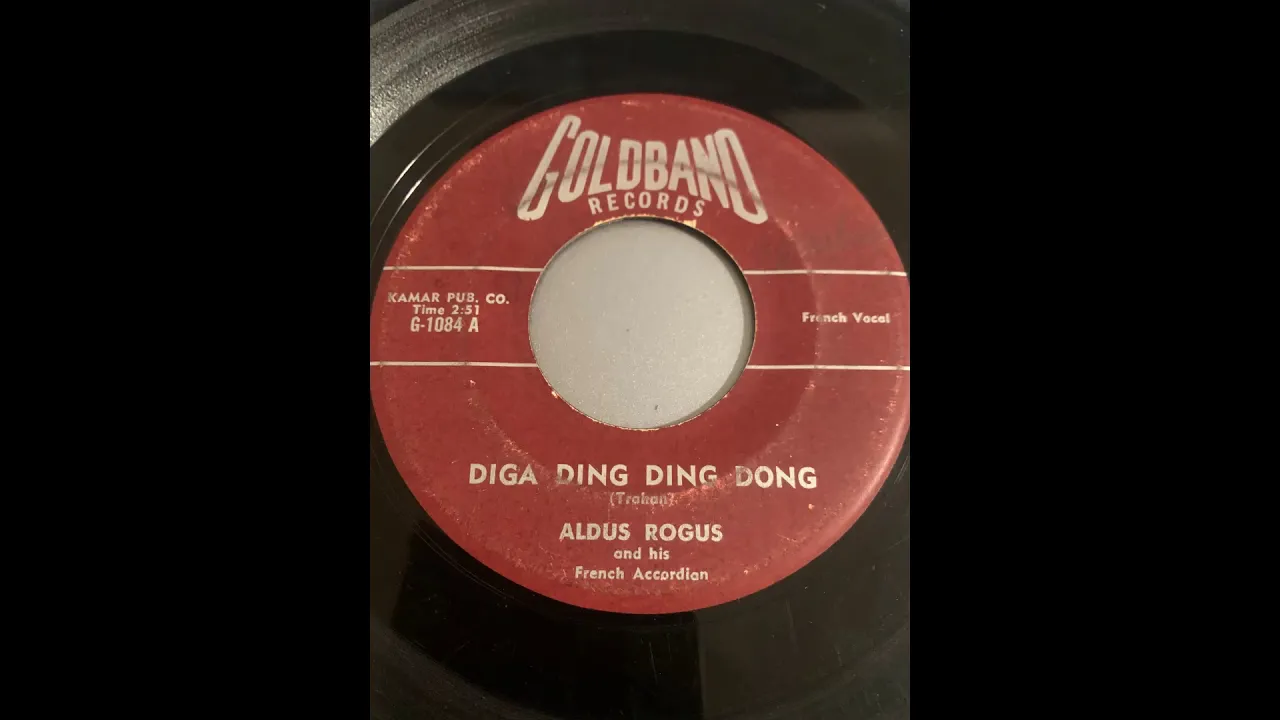 GOLDBAND
RECORDS
KAMAR PUB. CO.
Time 2:51
G-1084 A
French Vocal
DIGA DING DING DONG
(Trahan)
ALDUS ROGUS
and his
French Accordian